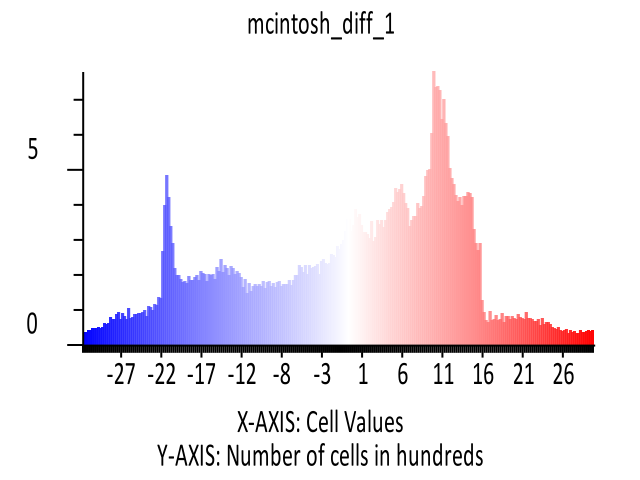 mcintosh_diff_1
5
0
-27 -22 -17 -12 -8 -3 1 6 11 16 21 26
X-AXIS: Cell Values
Y-AXIS: Number of cells in hundreds